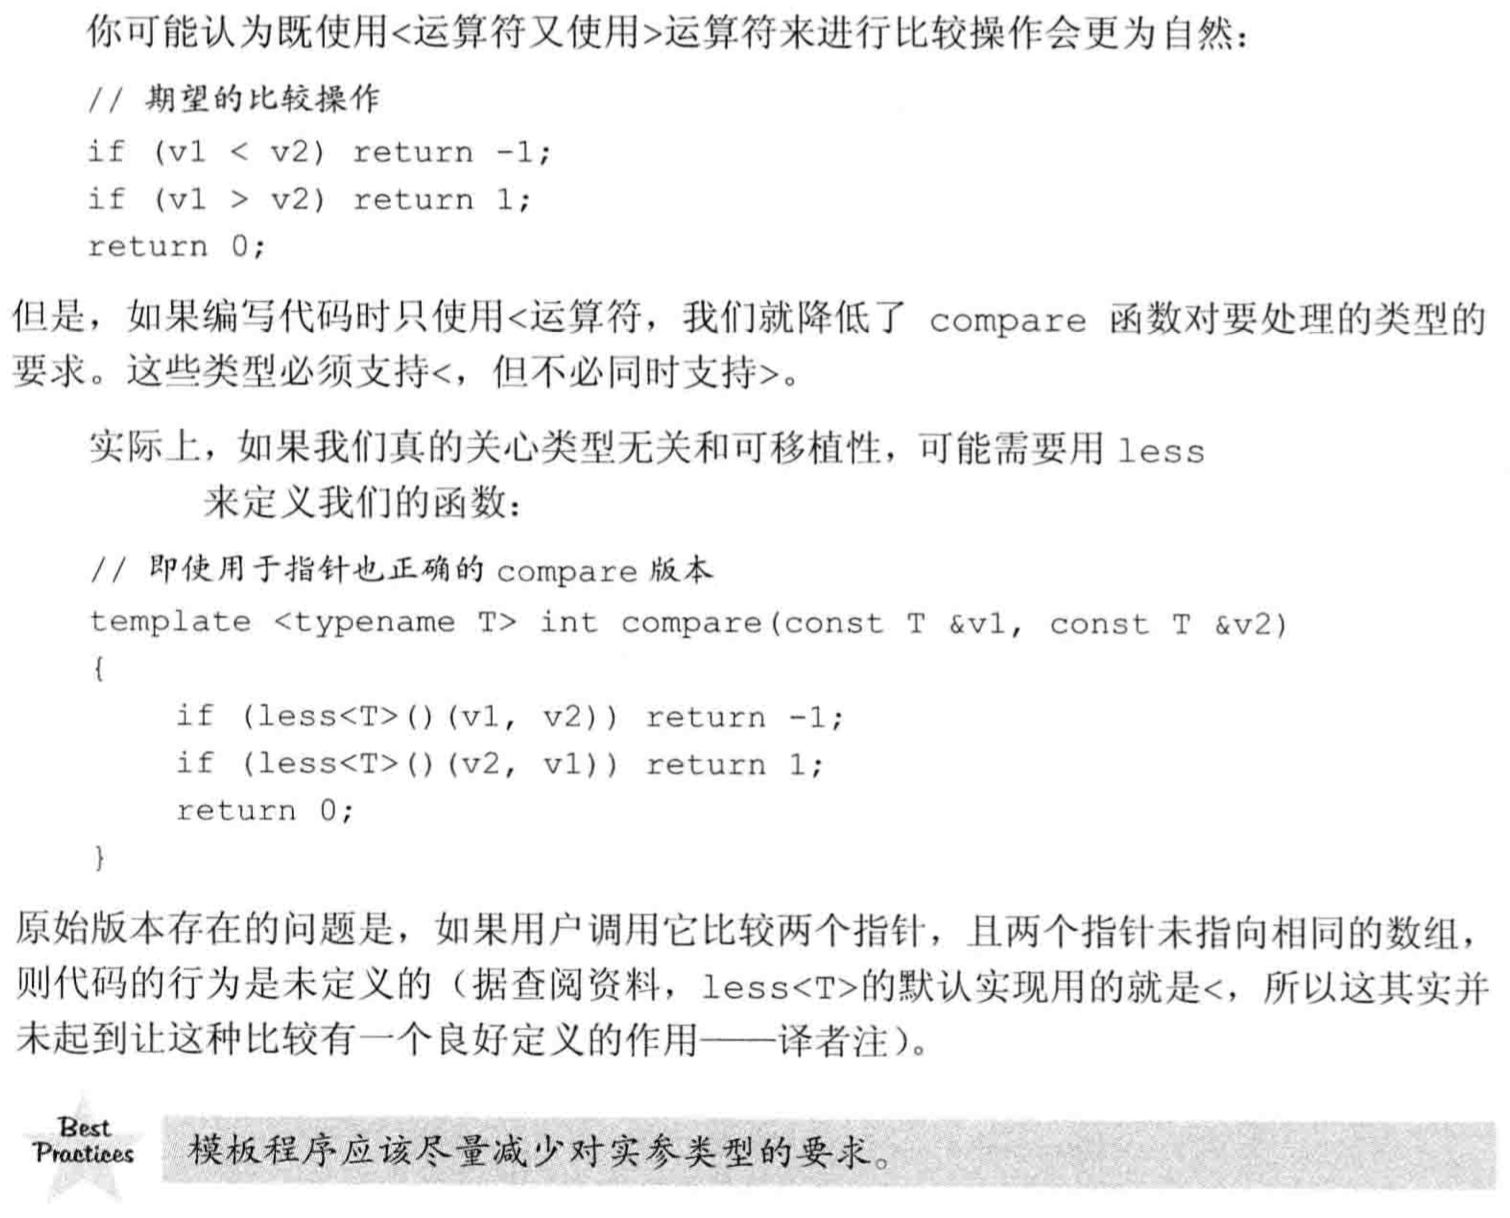 你可能认为既使用<运算符又使用>运算符来进行比较操作会更为自然：
// 期望的比较操作
if (v1 < v2) return -1;
if (v1 > v2) return 1;
return 0;
但是，如果编写代码时只使用<运算符，我们就降低了 compare 函数对要处理的类型的
要求。这些类型必须支持<，但不必同时支持>。
实际上，如果我们真的关心类型无关和可移植性，可能需要用 less
来定义我们的函数：
// 即使用于指针也正确的 compare 版本
template <typename T> int compare(const T &v1, const T &v2)
{
if (less<T>()(v1, v2)) return -1;
if (less<T>()(v2, v1)) return 1;
return 0;
}
原始版本存在的问题是，如果用户调用它比较两个指针，且两个指针未指向相同的数组，
则代码的行为是未定义的（据查阅资料，less<T>的默认实现用的就是<，所以这其实并
未起到让这种比较有一个良好定义的作用——译者注）。
Best
Practices
模板程序应该尽量减少对实参类型的要求。